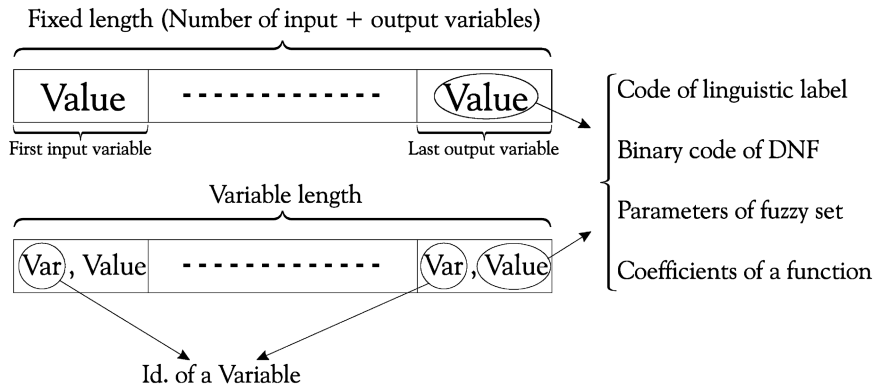 Fixed length (Number of input + output variables)
Value
Value
First input variable
Last output variable
Code of linguistic label
Binary code of DNF
Parameters of fuzzy set
Coefficients of a function
Variable length
Var , Value
Var , Value
Id. of a Variable